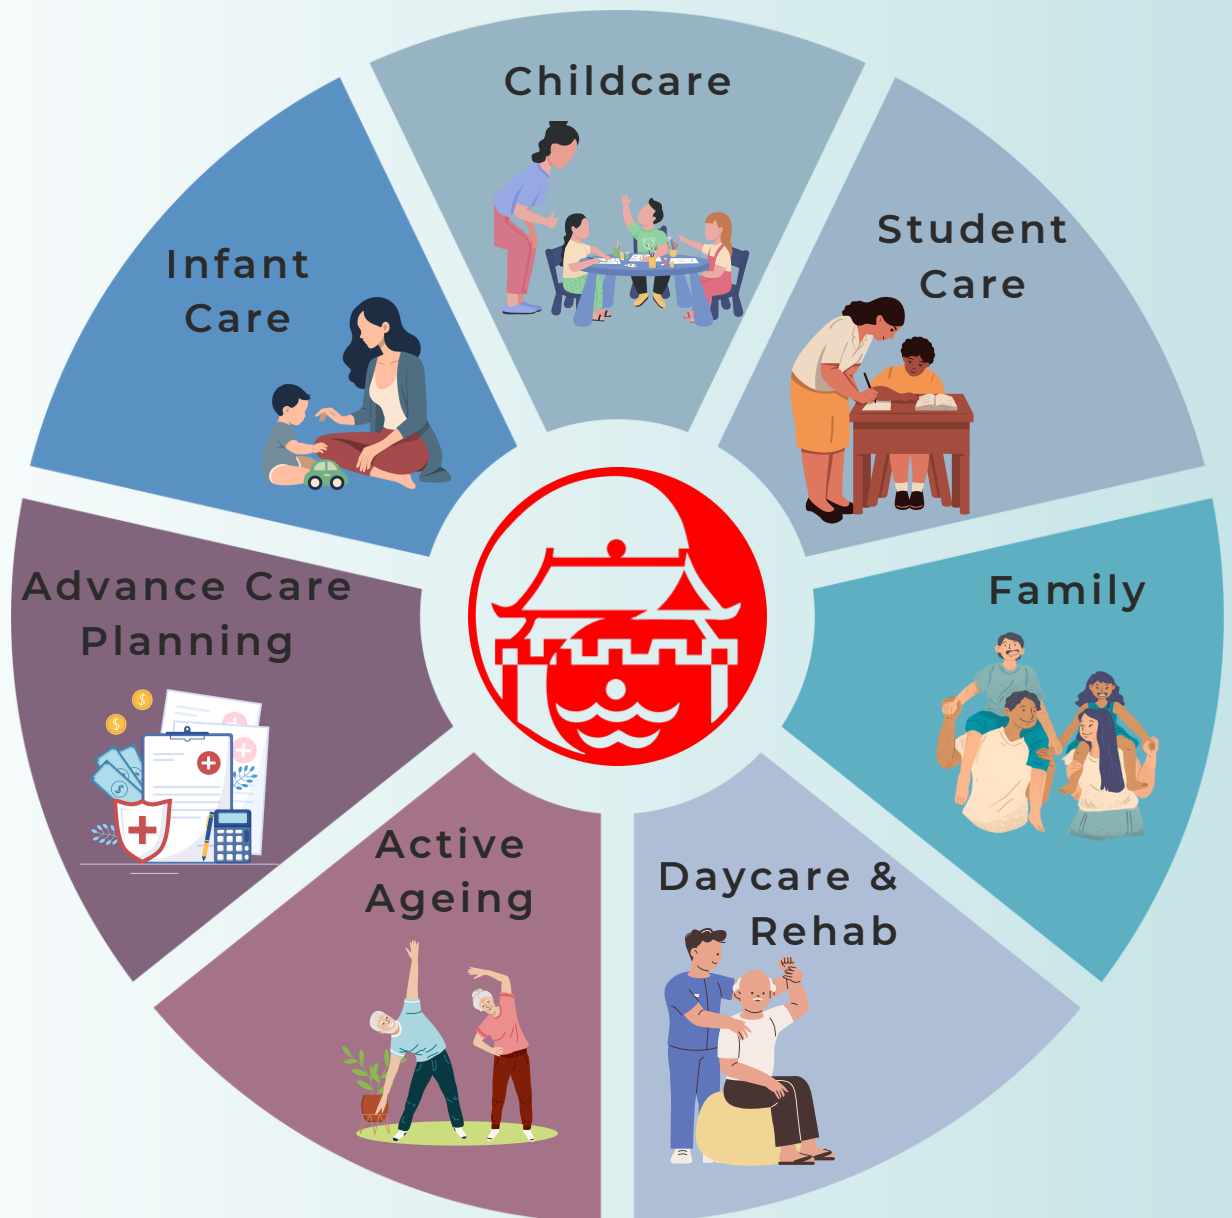 Childcare
Student
Care
Infant
Care
Family
Advance Care
Planning
Active
Ageing
Daycare &
Rehab